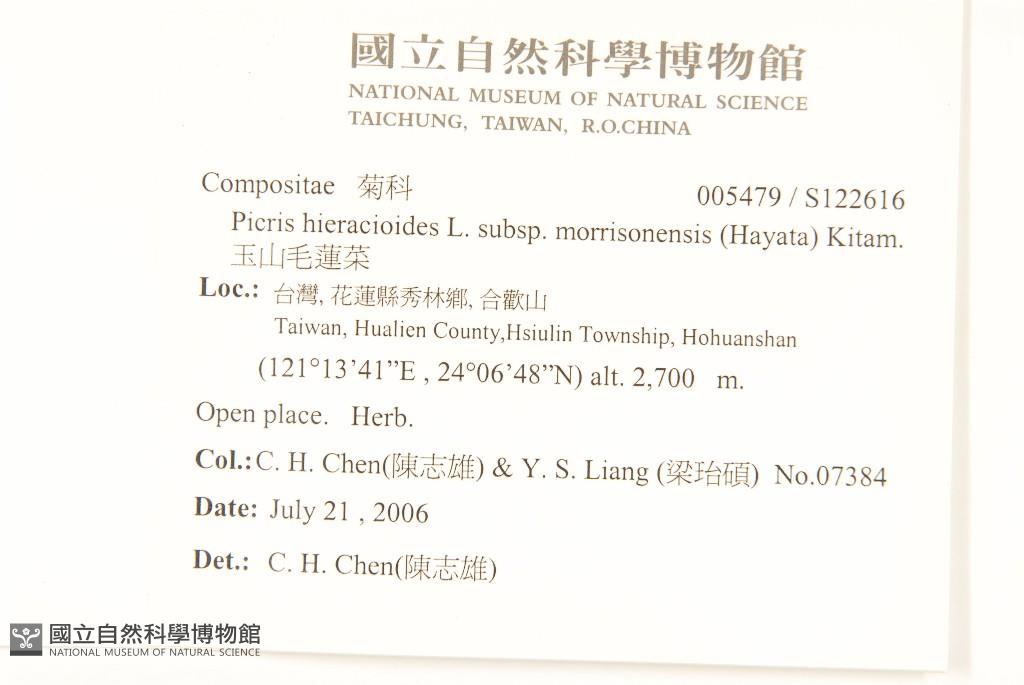 國立自然科學博物館
NATIONAL MUSEUM OF NATURAL SCIENCE
TAICHUNG, TAIWAN, R.O.CHINA
Compositae 菊科 005479 / S122616
Picris hieracioides L. subsp. morrisonensis (Hayata) Kitam.
玉山毛蓮菜
Loc.: 台灣, 花蓮縣秀林鄉, 合歡山
Taiwan, Hualien County,Hsiulin Township, Hohuanshan
(121°13’41”E , 24°06’48”N) alt. 2,700 m.
Open place. Herb.
Col.: C. H. Chen(陳志雄) & Y. S. Liang (梁珆碩) No.07384
Date: July 21 , 2006
Det.: C. H. Chen(陳志雄)
國立自然科學博物館
NATIONAL MUSEUM OF NATURAL SCIENCE